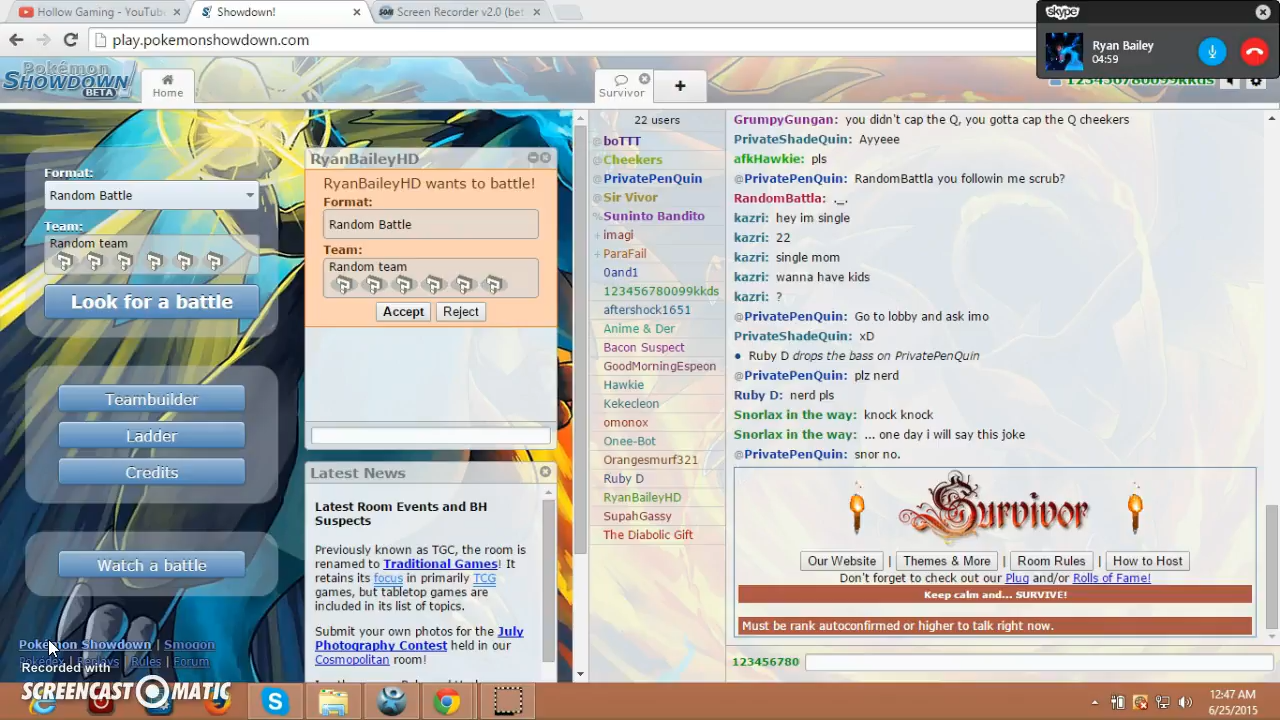 Hollow Gaming - YouTube
Showdown!
Screen Recorder v2.0 (bet
skype
Ryan Bailey
04:59
play.pokemonshowdown.com
Pokémon
SHOWDOWN
BETA
Home
Survivor
+
123456780099kkds
Format:
Random Battle
Team:
Random team
Look for a battle
Teambuilder
Ladder
Credits
Watch a battle
Pokémon Showdown | Smogon
Pokédex | Replays | Rules | Forum
Recorded with
SCREENCAST MATIC
RyanBaileyHD
RyanBaileyHD wants to battle!
Format:
Random Battle
Team:
Random team
Accept
Reject
Latest News
Latest Room Events and BH
Suspects
Previously known as TGC, the room is
renamed to Traditional Games! It
retains its focus in primarily TCG
games, but tabletop games are
included in its list of topics.
Submit your own photos for the July
Photography Contest held in our
Cosmopolitan room!
22 users
@boTTT
@Cheekers
@PrivatePenQuin
@Sir Vivor
%Suninto Bandito
+imagi
+ParaFail
0and1
123456780099kkds
aftershock1651
Anime & Der
Bacon Suspect
GoodMorningEspeon
Hawkie
Kekecleon
omonox
Onee-Bot
Orangesmurf321
Ruby D
RyanBaileyHD
SupahGassy
The Diabolic Gift
GrumpyGungan: you didn't cap the Q, you gotta cap the Q cheekers
PrivateShadeQuin: Ayyeee
afkHawkie: pls
@PrivatePenQuin: RandomBattla you followin me scrub?
RandomBattla: ._.
kazri: hey im single
kazri: 22
kazri: single mom
kazri: wanna have kids
kazri: ?
@PrivatePenQuin: Go to lobby and ask imo
PrivateShadeQuin: xD
• Ruby D drops the bass on PrivatePenQuin
@PrivatePenQuin: plz nerd
Ruby D: nerd pls
Snorlax in the way: knock knock
Snorlax in the way: ... one day i will say this joke
@PrivatePenQuin: snor no.
Survivor
Our Website | Themes & More | Room Rules | How to Host
Don't forget to check out our Plug and/or Rolls of Fame!
Keep calm and... SURVIVE!
Must be rank autoconfirmed or higher to talk right now.
123456780
12:47 AM
6/25/2015